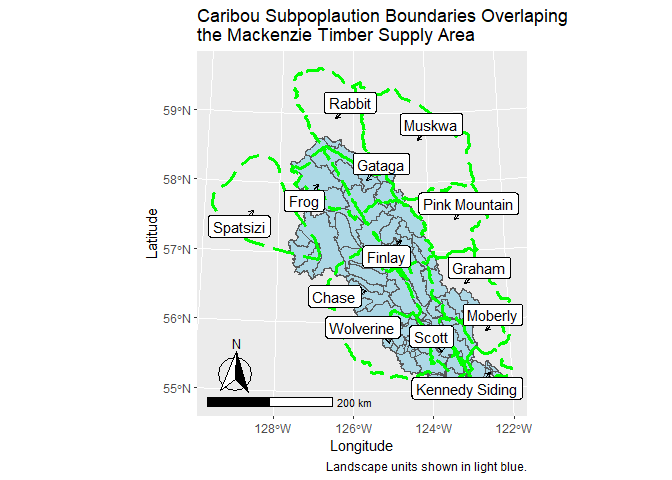 Caribou Subpoplaution Boundaries Overlaping
the Mackenzie Timber Supply Area
59°N
58°N
57°N
56°N
55°N
Latitude
Rabbit
Muskwa
Gataga
Frog
Pink Mountain
Spatsizi
Finlay
Graham
Chase
Moberly
Wolverine
Scott
Kennedy Siding
N
200 km
128°W
126°W
124°W
122°W
Longitude
Landscape units shown in light blue.